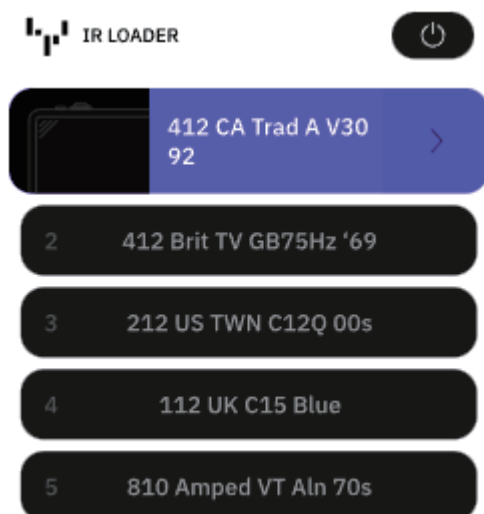 IR LOADER
412 CA Trad A V30
92
2 412 Brit TV GB75Hz ‘69
3 212 US TWN C12Q 00s
4 112 UK C15 Blue
5 810 Amped VT Aln 70s